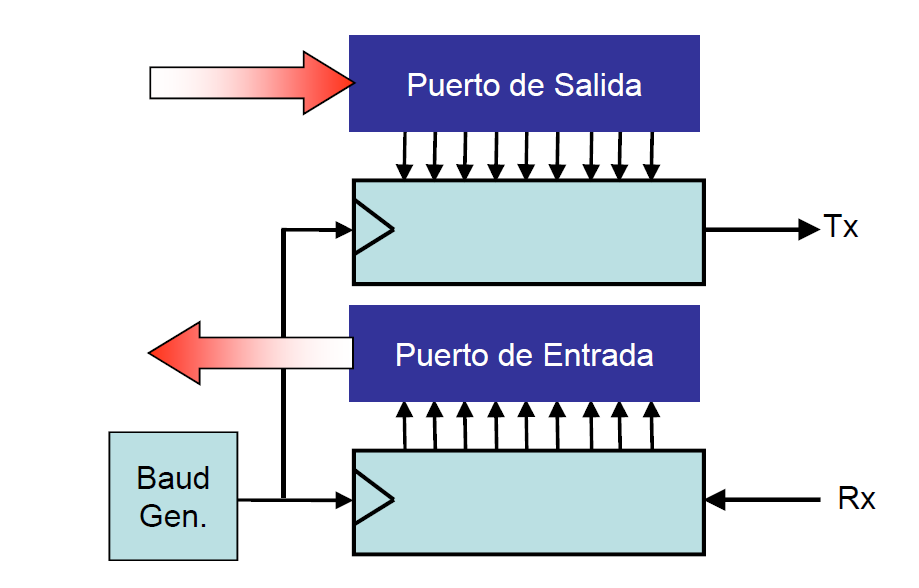 Puerto de Salida
Tx
Puerto de Entrada
Baud
Gen.
Rx